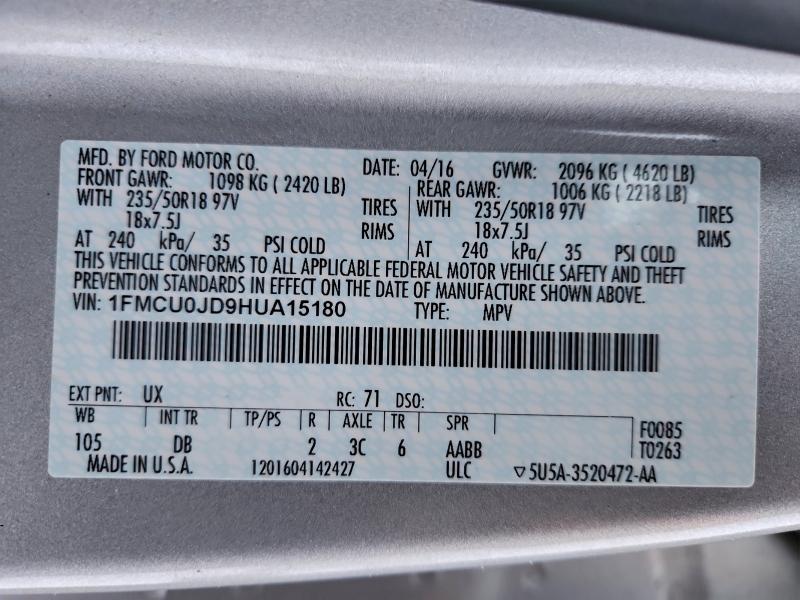 MFD. BY FORD MOTOR CO. DATE: 04/16 GVWR: 2096 KG ( 4620 LB)
FRONT GAWR: 1098 KG ( 2420 LB) REAR GAWR: 1006 KG ( 2218 LB)
WITH 235/50R18 97V TIRES WITH 235/50R18 97V TIRES
18x7.5J RIMS 18x7.5J RIMS
AT 240 kPa/ 35 PSI COLD AT 240 kPa/ 35 PSI COLD
THIS VEHICLE CONFORMS TO ALL APPLICABLE FEDERAL MOTOR VEHICLE SAFETY AND THEFT
PREVENTION STANDARDS IN EFFECT ON THE DATE OF MANUFACTURE SHOWN ABOVE.
VIN: 1FMCU0JD9HUA15180 TYPE: MPV
EXT PNT: UX RC: 71 DSO:
WB INT TR TP/PS R AXLE TR SPR F0085
105 DB 2 3C 6 AABB T0263
MADE IN U.S.A. 1201604142427 ULC ▽5U5A-3520472-AA